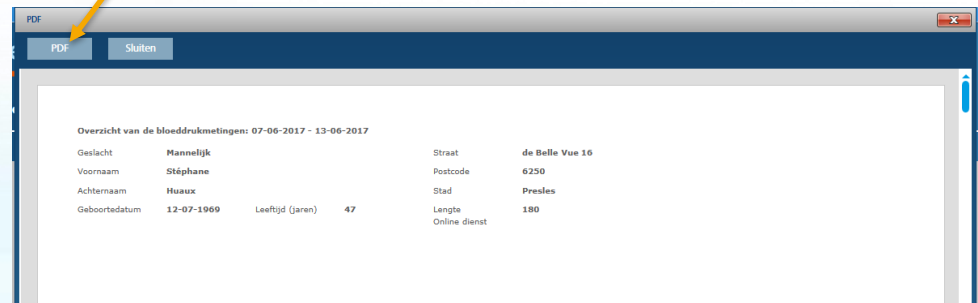 PDF
PDF Sluiten
Overzicht van de bloeddrukmetingen: 07-06-2017 - 13-06-2017
Geslacht Mannelijk Straat de Belle Vue 16
Voornaam Stéphane Postcode 6250
Achternaam Huaux Stad Presles
Geboortedatum 12-07-1969 Leeftijd (jaren) 47 Lengte 180
Online dienst